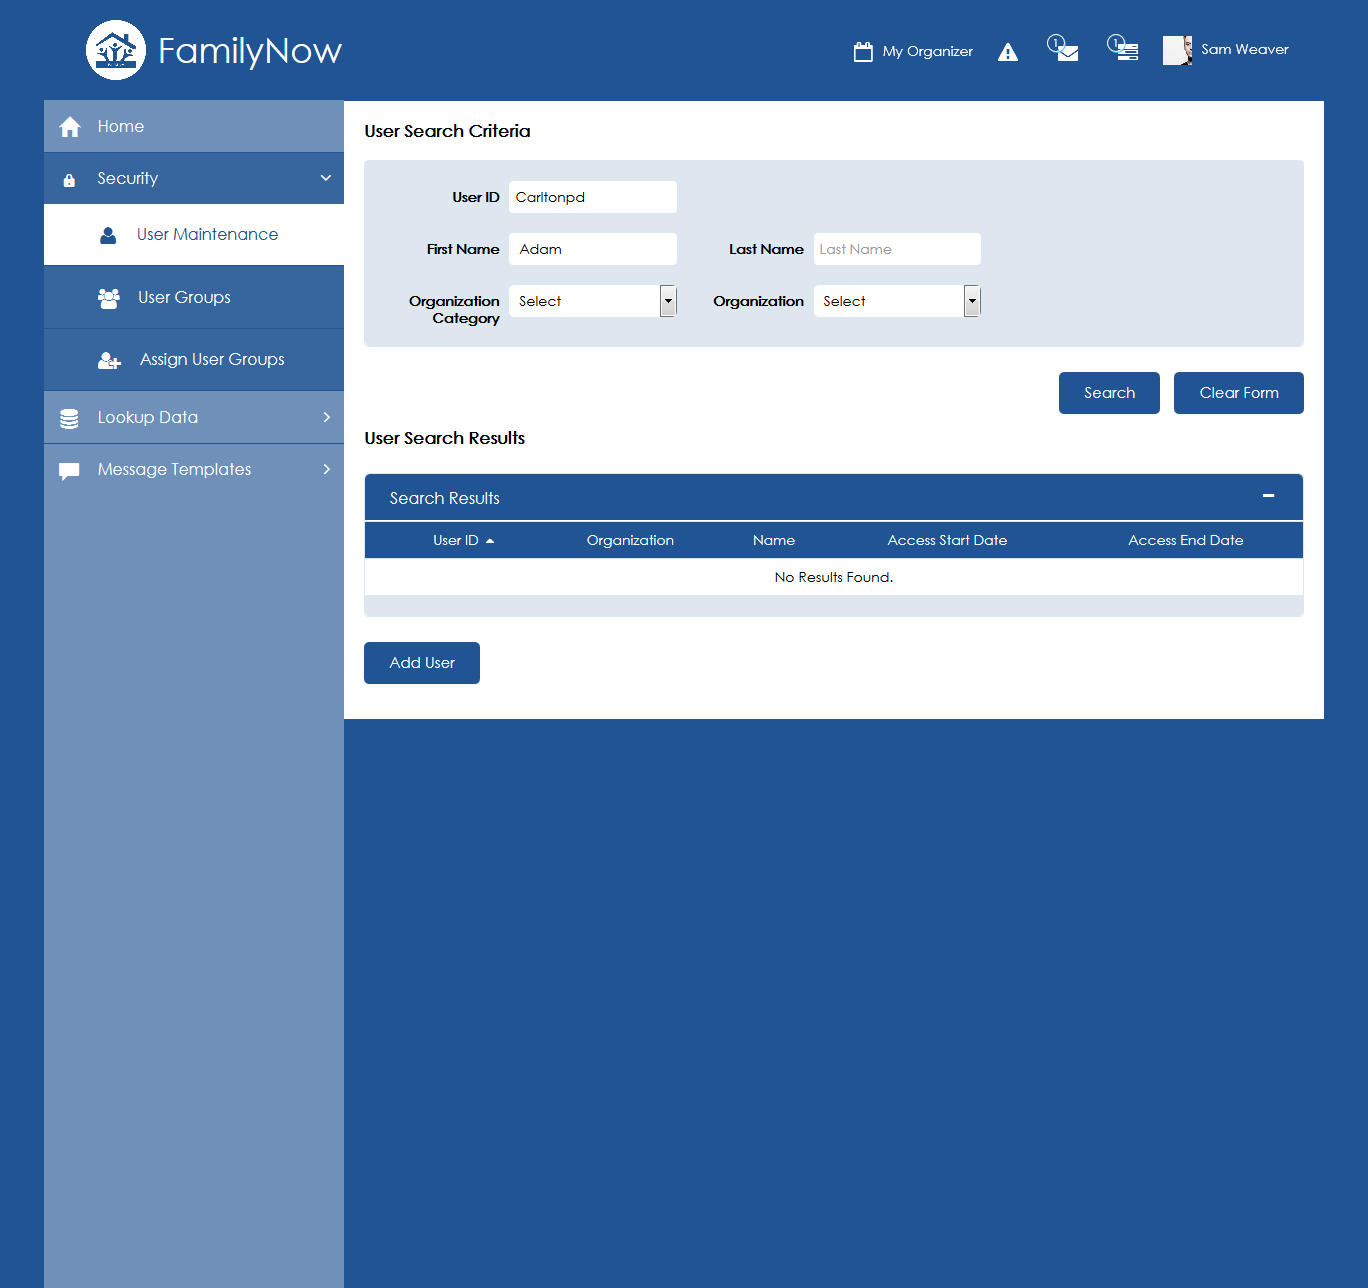 FamilyNow
My Organizer
1
1
Sam Weaver
Home
Security
User Maintenance
User Groups
Assign User Groups
Lookup Data
Message Templates
User Search Criteria
User ID Carltonpd
First Name Adam Last Name Last Name
Organization Category Select Organization Select
Search Clear Form
User Search Results
Search Results
User ID Organization Name Access Start Date Access End Date
No Results Found.
Add User